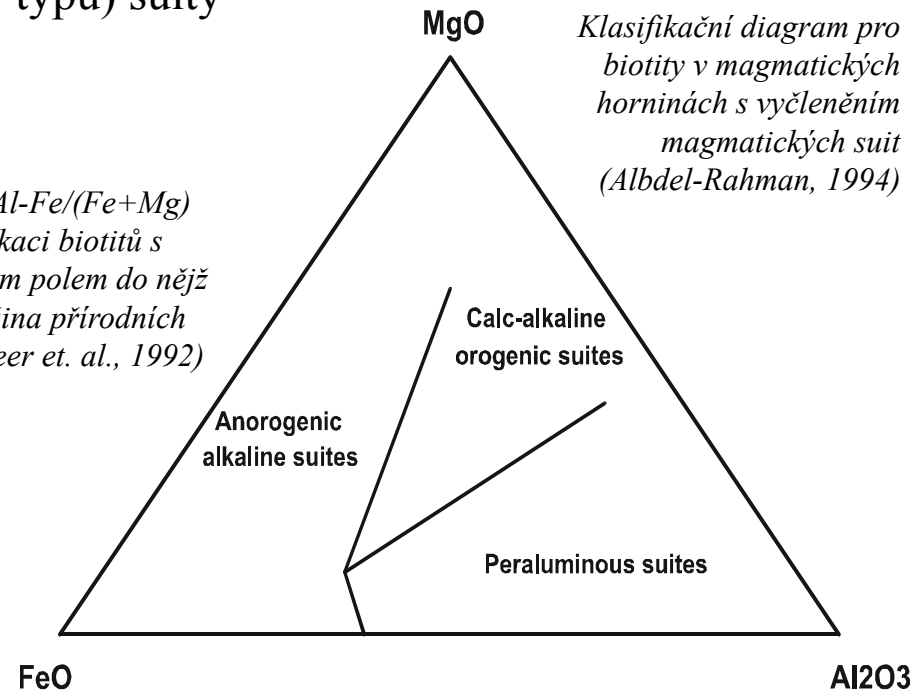 typu) suity
MgO
Klasifikační diagram pro
biotity v magmatických
horninách s vyčleněním
magmatických suit
(Albdel-Rahman, 1994)
Al-Fe/(Fe+Mg)
kaci biotitů s
m polem do nějž
šina přírodních
eer et. al., 1992)
Calc-alkaline
orogenic suites
Anorogenic
alkaline suites
Peraluminous suites
FeO
Al2O3